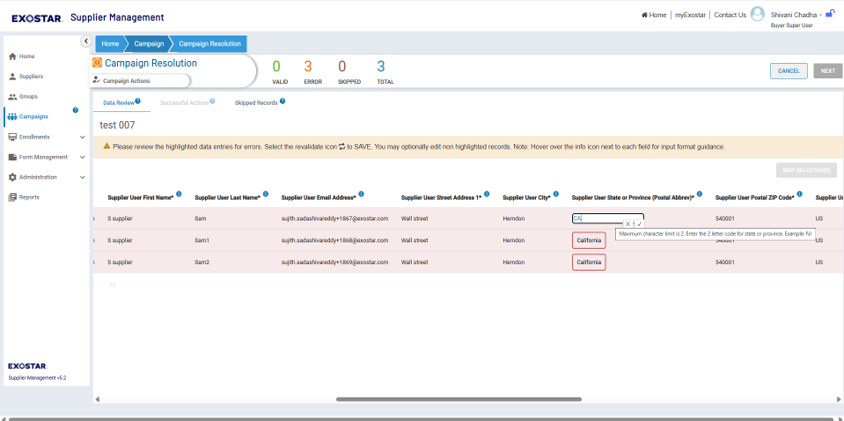 EXOSTAR Supplier Management
Home | myExostar | Contact Us Shivani Chadha
Buyer Super User
Home Campaign Campaign Resolution
Campaign Resolution
Campaign Actions
0 3 0 3
VALID ERROR SKIPPED TOTAL
CANCEL NEXT
Home
Suppliers
Groups
Campaigns
Enrollments
Form Management
Administration
Reports
Data Review Successful Actions Skipped Records
test 007
Please review the highlighted data entries for errors. Select the revalidate icon to SAVE. You may optionally edit non highlighted records. Note: Hover over the info icon next to each field for input format guidance.
Supplier User First Name* Supplier User Last Name* Supplier User Email Address* Supplier User Street Address 1* Supplier User City* Supplier User State or Province (Postal Abbrev)* Supplier User Postal ZIP Code* Supplier U
S supplier Sam sujith.sadashivareddy+1867@exostar.com Wall street Herndon CA 540001 US
Maximum character limit is 2. Enter the 2 letter code for state or province. Example: NJ
S supplier Sam1 sujith.sadashivareddy+1868@exostar.com Wall street Herndon California 540001 US
S supplier Sam2 sujith.sadashivareddy+1869@exostar.com Wall street Herndon California 540001 US
EXOSTAR
Supplier Management v5.2